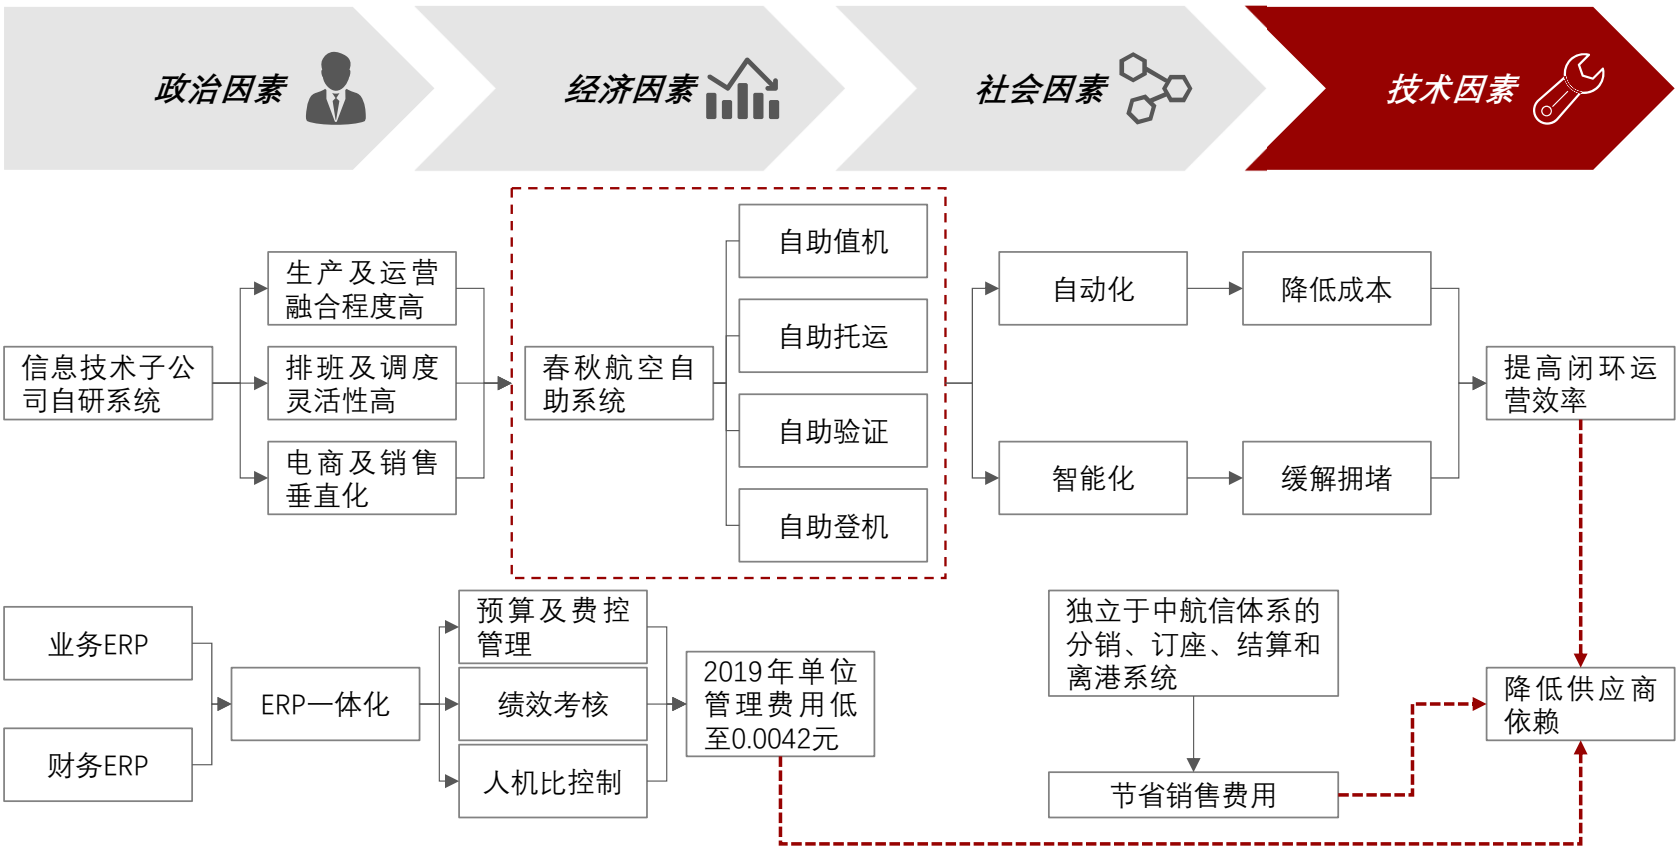 政治因素
经济因素
社会因素
技术因素
信息技术子公
司自研系统
生产及运营
融合程度高
排班及调度
灵活性高
电商及销售
垂直化
春秋航空自
助系统
自助值机
自助托运
自助验证
自助登机
自动化
降低成本
智能化
缓解拥堵
提高闭环运
营效率
业务ERP
财务ERP
ERP一体化
预算及费控
管理
绩效考核
人机比控制
2019年单位
管理费用低
至0.0042元
独立于中航信体系的
分销、订座、结算和
离港系统
节省销售费用
降低供应商
依赖